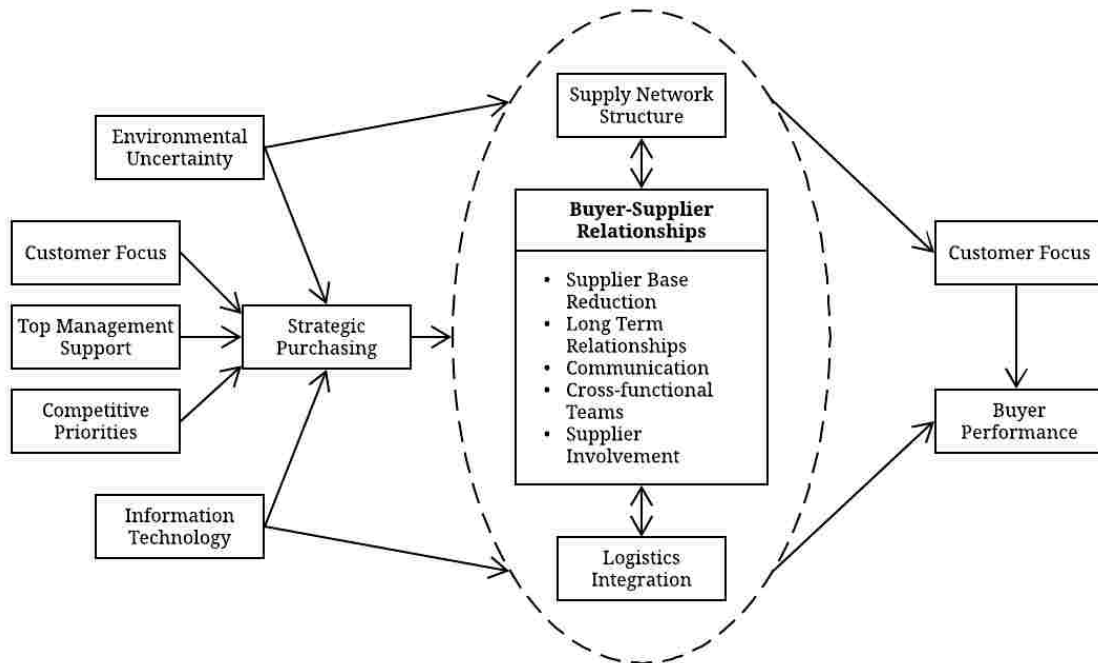 Supply Network
Structure
Environmental
Uncertainty
Buyer-Supplier
Relationships
Customer Focus
Top Management
Support
Competitive
Priorities
Strategic
Purchasing
Information
Technology
• Supplier Base
Reduction
• Long Term
Relationships
• Communication
• Cross-functional
Teams
• Supplier
Involvement
Logistics
Integration
Customer Focus
Buyer
Performance